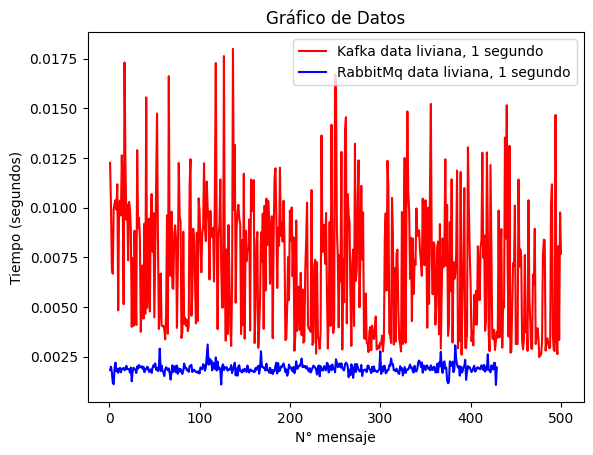 Gráfico de Datos
Kafka data liviana, 1 segundo
RabbitMq data liviana, 1 segundo
Tiempo (segundos)
0.0175
0.0150
0.0125
0.0100
0.0075
0.0050
0.0025
0 100 200 300 400 500
N° mensaje